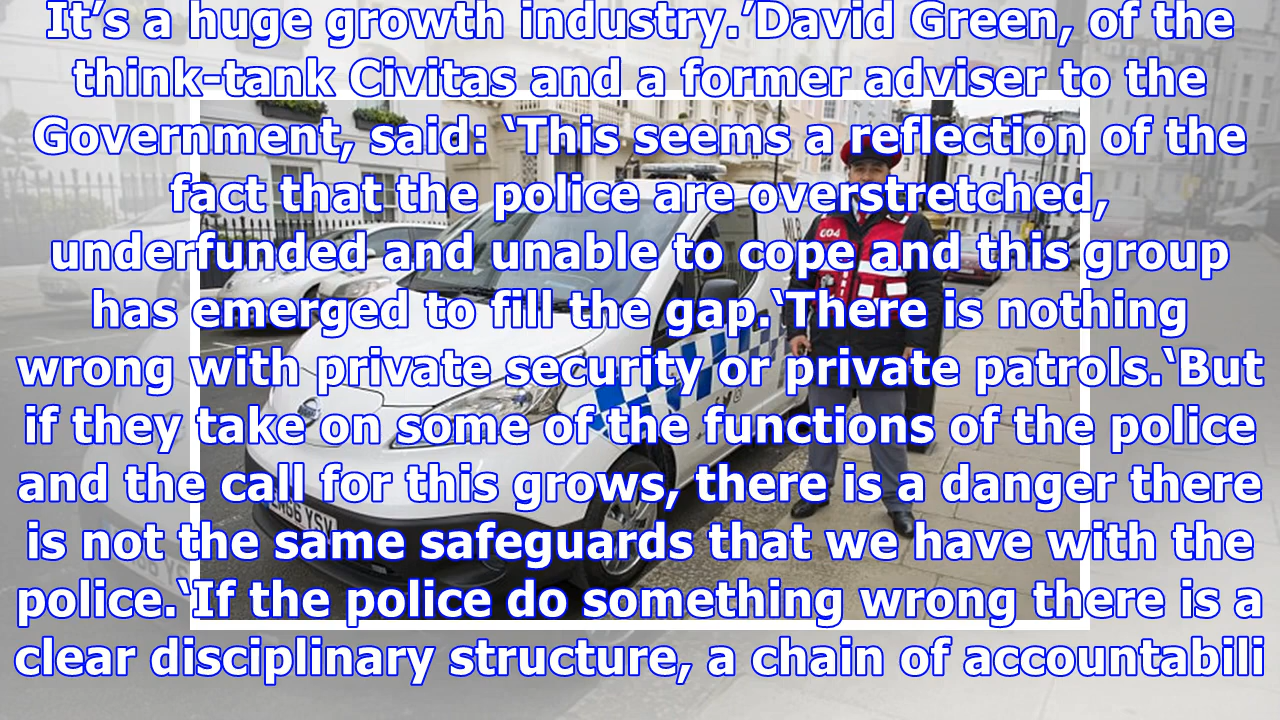 It’s a huge growth industry.’David Green, of the
think-tank Civitas and a former adviser to the
Government, said: ‘This seems a reflection of the
fact that the police are overstretched,
underfunded and unable to cope and this group
has emerged to fill the gap.‘There is nothing
wrong with private security or private patrols.‘But
if they take on some of the functions of the police
and the call for this grows, there is a danger there
is not the same safeguards that we have with the
police.‘If the police do something wrong there is a
clear disciplinary structure, a chain of accountabili
004